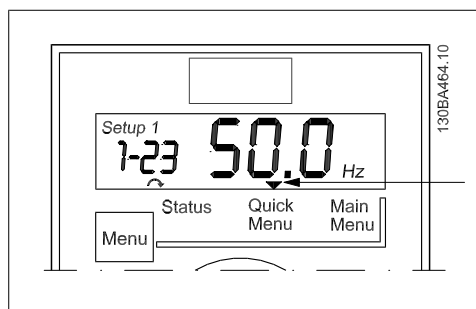 130BA464.10
Setup 1
1-23
50.0
Hz
Status
Quick
Menu
Main
Menu
Menu